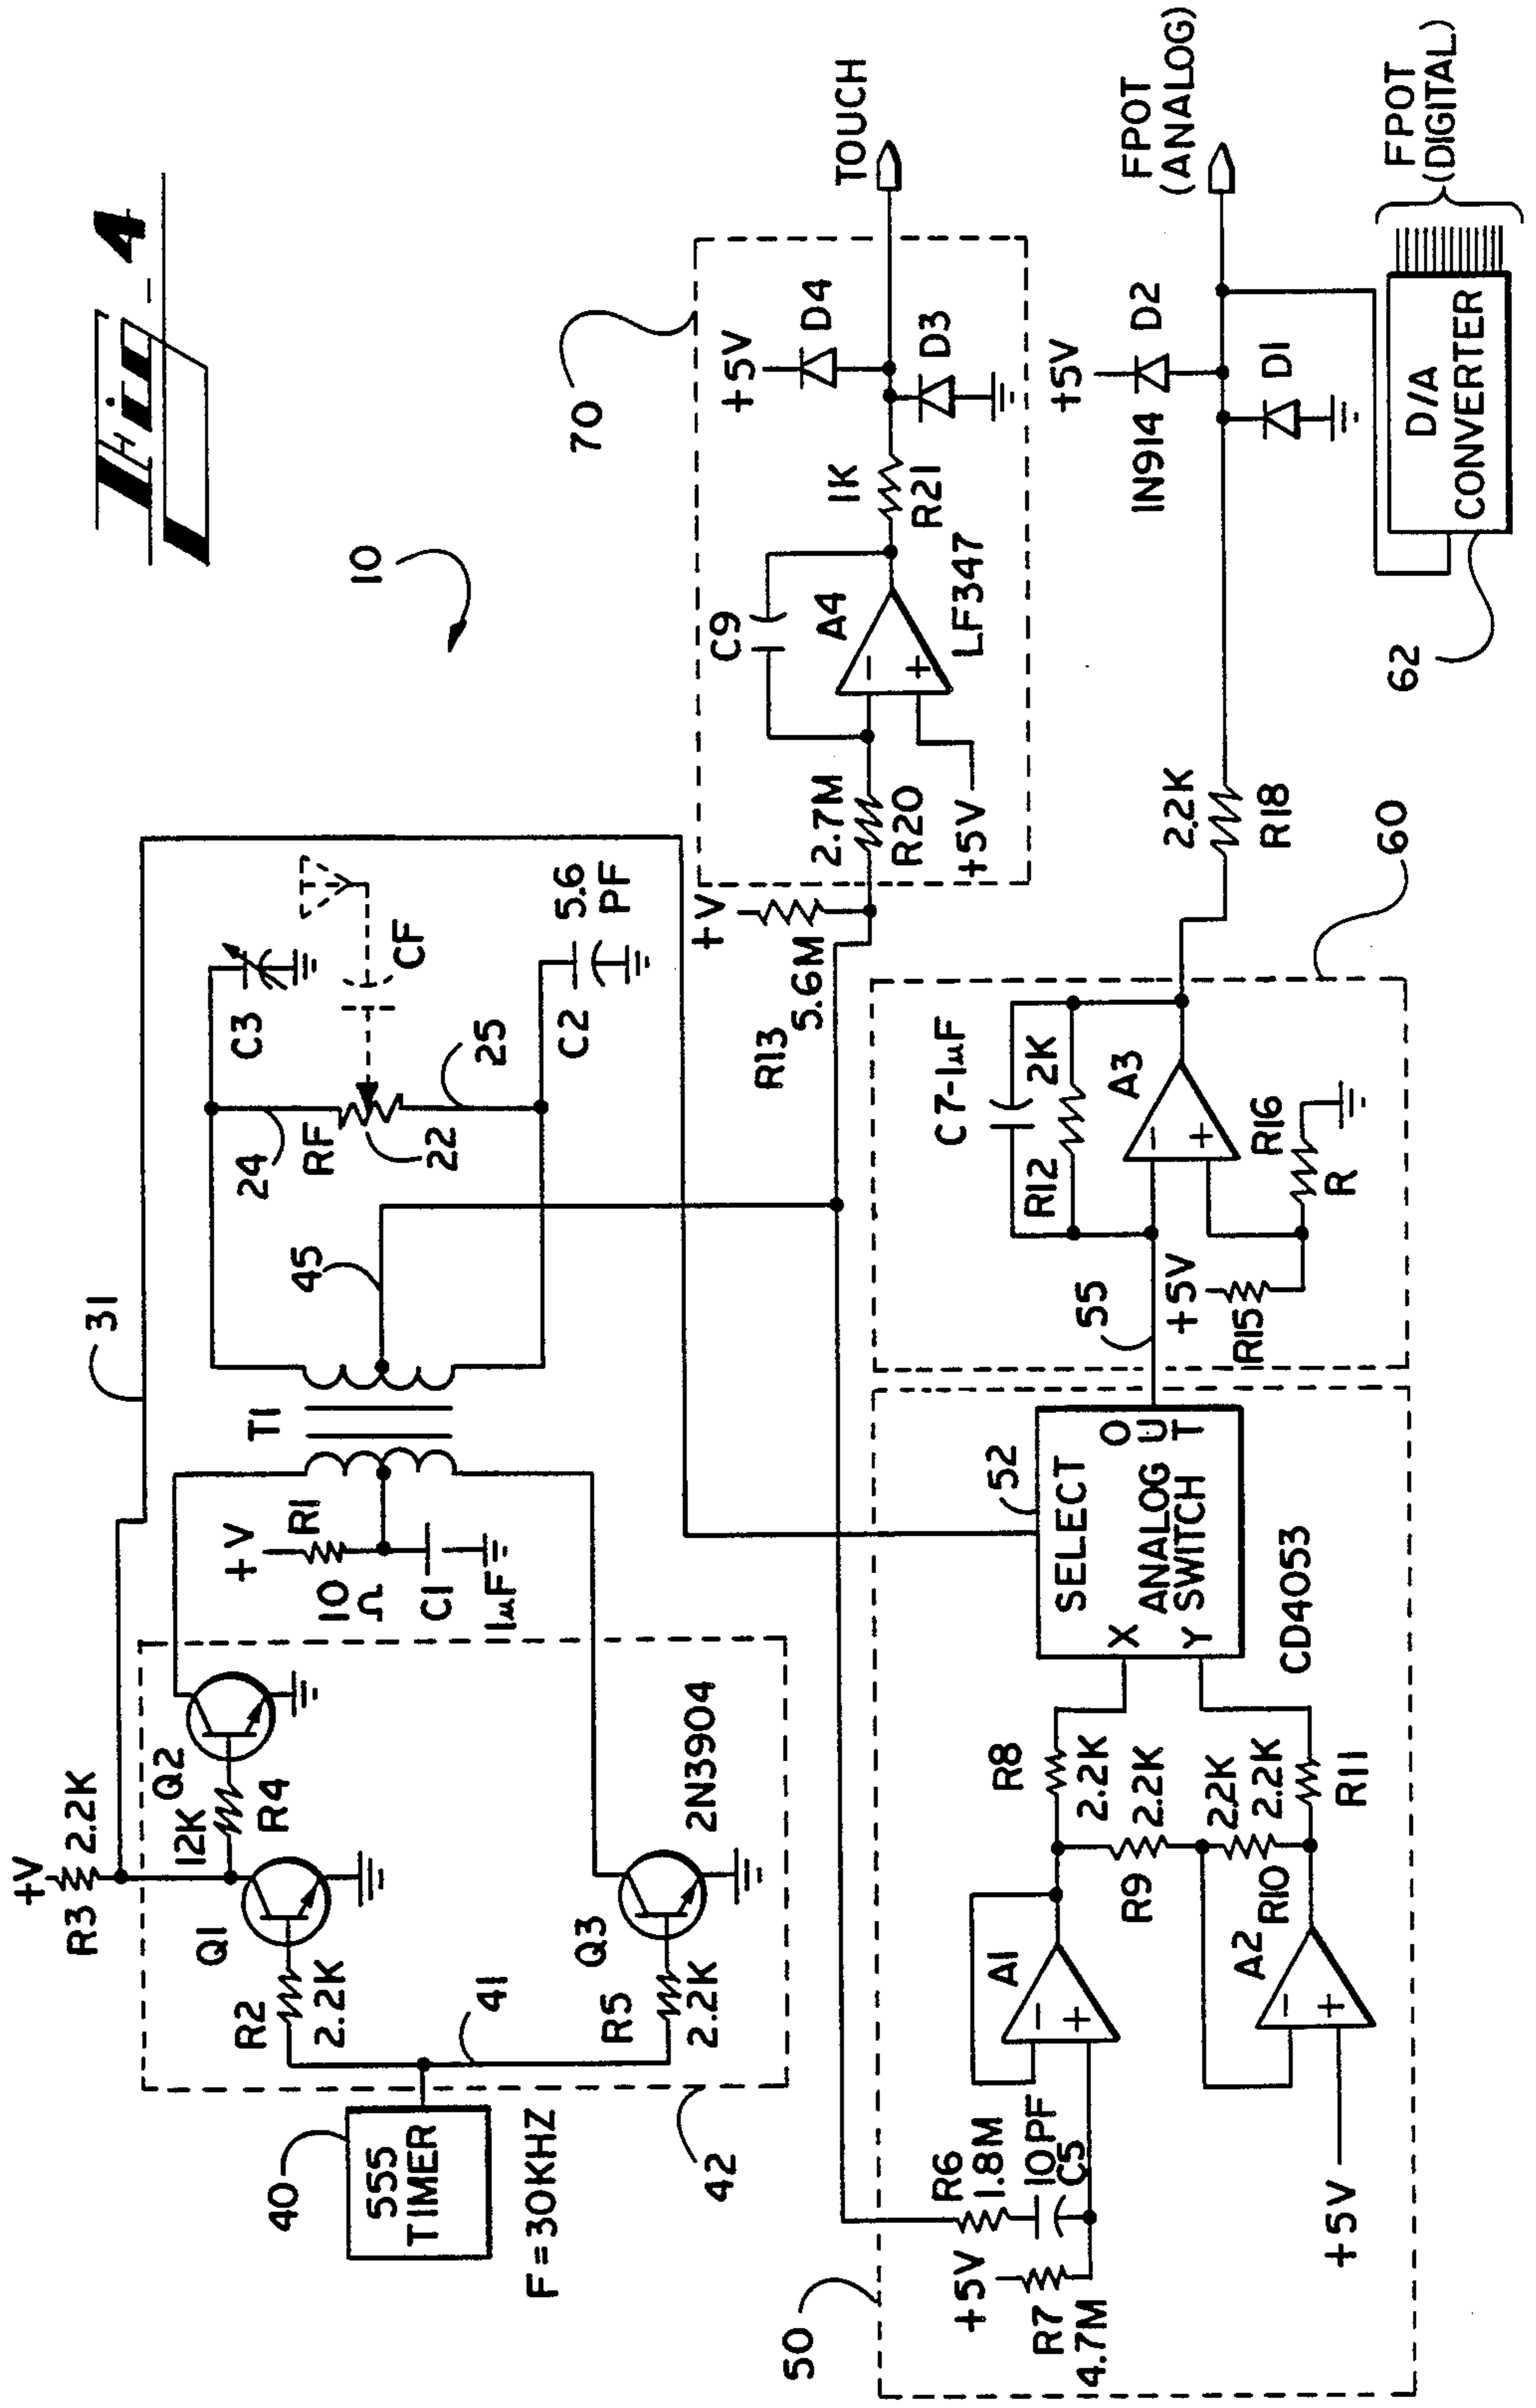 Fig_4
10
+V
R3
2.2K
31
Q1
12K
R4
Q2
R2
2.2K
40
555
TIMER
F=30KHZ
41
R5
2.2K
Q3
2N3904
42
+V
R1
10
Ω
C1
1µF
T1
45
24
RF
22
25
C3
CF
C2
5.6
PF
+V
R13
5.6M
70
2.7M
R20
+5V
C9
A4
LF347
1K
R21
+5V
D4
D3
TOUCH
50
+5V
R7
4.7M
R6
1.8M
10PF
C5
A1
R8
2.2K
R9
2.2K
2.2K
R10
2.2K
R11
A2
+5V
52
SELECT
X
Y
ANALOG
SWITCH
OUT
CD4053
55
+5V
R15
R16
R
R12
2K
C7-1µF
A3
60
2.2K
R18
1N914
+5V
D2
D1
FPOT
(ANALOG)
D/A
CONVERTER
62
FPOT
(DIGITAL)